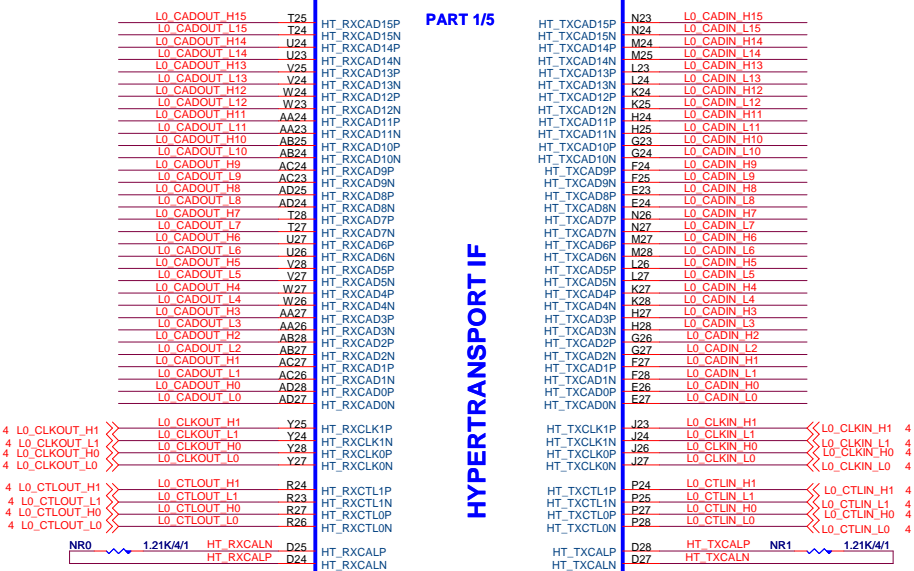 PART 1/5
HYPERTRANSPORT IF
L0_CADOUT_H15 T25 HT_RXCAD15P HT_TXCAD15P N23 L0_CADIN_H15
L0_CADOUT_L15 T24 HT_RXCAD15N HT_TXCAD15N N24 L0_CADIN_L15
L0_CADOUT_H14 U24 HT_RXCAD14P HT_TXCAD14P M24 L0_CADIN_H14
L0_CADOUT_L14 U23 HT_RXCAD14N HT_TXCAD14N M25 L0_CADIN_L14
L0_CADOUT_H13 V25 HT_RXCAD13P HT_TXCAD13P L23 L0_CADIN_H13
L0_CADOUT_L13 V24 HT_RXCAD13N HT_TXCAD13N L24 L0_CADIN_L13
L0_CADOUT_H12 W24 HT_RXCAD12P HT_TXCAD12P K24 L0_CADIN_H12
L0_CADOUT_L12 W23 HT_RXCAD12N HT_TXCAD12N K25 L0_CADIN_L12
L0_CADOUT_H11 AA24 HT_RXCAD11P HT_TXCAD11P H24 L0_CADIN_H11
L0_CADOUT_L11 AA23 HT_RXCAD11N HT_TXCAD11N H25 L0_CADIN_L11
L0_CADOUT_H10 AB25 HT_RXCAD10P HT_TXCAD10P G23 L0_CADIN_H10
L0_CADOUT_L10 AB24 HT_RXCAD10N HT_TXCAD10N G24 L0_CADIN_L10
L0_CADOUT_H9 AC24 HT_RXCAD9P HT_TXCAD9P F24 L0_CADIN_H9
L0_CADOUT_L9 AC23 HT_RXCAD9N HT_TXCAD9N F25 L0_CADIN_L9
L0_CADOUT_H8 AD25 HT_RXCAD8P HT_TXCAD8P E23 L0_CADIN_H8
L0_CADOUT_L8 AD24 HT_RXCAD8N HT_TXCAD8N E24 L0_CADIN_L8
L0_CADOUT_H7 T28 HT_RXCAD7P HT_TXCAD7P N26 L0_CADIN_H7
L0_CADOUT_L7 T27 HT_RXCAD7N HT_TXCAD7N N27 L0_CADIN_L7
L0_CADOUT_H6 U27 HT_RXCAD6P HT_TXCAD6P M27 L0_CADIN_H6
L0_CADOUT_L6 U26 HT_RXCAD6N HT_TXCAD6N M28 L0_CADIN_L6
L0_CADOUT_H5 V28 HT_RXCAD5P HT_TXCAD5P L26 L0_CADIN_H5
L0_CADOUT_L5 V27 HT_RXCAD5N HT_TXCAD5N L27 L0_CADIN_L5
L0_CADOUT_H4 W27 HT_RXCAD4P HT_TXCAD4P K27 L0_CADIN_H4
L0_CADOUT_L4 W26 HT_RXCAD4N HT_TXCAD4N K28 L0_CADIN_L4
L0_CADOUT_H3 AA27 HT_RXCAD3P HT_TXCAD3P H27 L0_CADIN_H3
L0_CADOUT_L3 AA26 HT_RXCAD3N HT_TXCAD3N H28 L0_CADIN_L3
L0_CADOUT_H2 AB28 HT_RXCAD2P HT_TXCAD2P G26 L0_CADIN_H2
L0_CADOUT_L2 AB27 HT_RXCAD2N HT_TXCAD2N G27 L0_CADIN_L2
L0_CADOUT_H1 AC27 HT_RXCAD1P HT_TXCAD1P F27 L0_CADIN_H1
L0_CADOUT_L1 AC26 HT_RXCAD1N HT_TXCAD1N F28 L0_CADIN_L1
L0_CADOUT_H0 AD28 HT_RXCAD0P HT_TXCAD0P E26 L0_CADIN_H0
L0_CADOUT_L0 AD27 HT_RXCAD0N HT_TXCAD0N E27 L0_CADIN_L0
4 L0_CLKOUT_H1 L0_CLKOUT_H1 Y25 HT_RXCLK1P HT_TXCLK1P J23 L0_CLKIN_H1 L0_CLKIN_H1 4
4 L0_CLKOUT_L1 L0_CLKOUT_L1 Y24 HT_RXCLK1N HT_TXCLK1N J24 L0_CLKIN_L1 L0_CLKIN_L1 4
4 L0_CLKOUT_H0 L0_CLKOUT_H0 Y28 HT_RXCLK0P HT_TXCLK0P J26 L0_CLKIN_H0 L0_CLKIN_H0 4
4 L0_CLKOUT_L0 L0_CLKOUT_L0 Y27 HT_RXCLK0N HT_TXCLK0N J27 L0_CLKIN_L0 L0_CLKIN_L0 4
4 L0_CTLOUT_H1 L0_CTLOUT_H1 R24 HT_RXCTL1P HT_TXCTL1P P24 L0_CTLIN_H1 L0_CTLIN_H1 4
4 L0_CTLOUT_L1 L0_CTLOUT_L1 R23 HT_RXCTL1N HT_TXCTL1N P25 L0_CTLIN_L1 L0_CTLIN_L1 4
4 L0_CTLOUT_H0 L0_CTLOUT_H0 R27 HT_RXCTL0P HT_TXCTL0P P27 L0_CTLIN_H0 L0_CTLIN_H0 4
4 L0_CTLOUT_L0 L0_CTLOUT_L0 R26 HT_RXCTL0N HT_TXCTL0N P28 L0_CTLIN_L0 L0_CTLIN_L0 4
NR0 1.21K/4/1 HT_RXCALN D25 HT_RXCALP HT_TXCALP D28 HT_TXCALP NR1 1.21K/4/1
HT_RXCALP D24 HT_RXCALN HT_TXCALN D27 HT_TXCALN